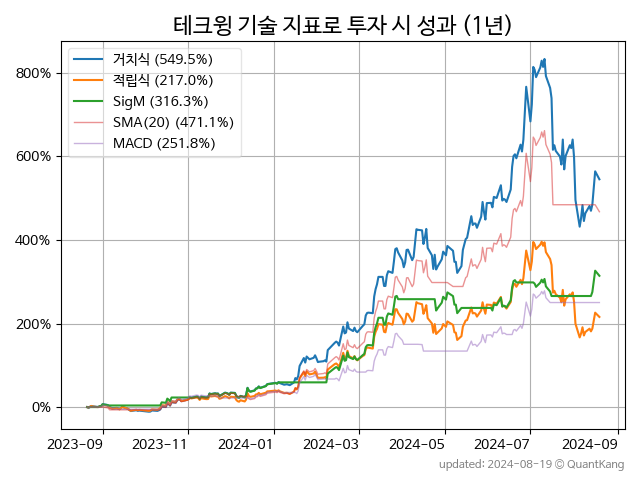 테크윙 기술 지표로 투자 시 성과 (1년)
거치식 (549.5%)
적립식 (217.0%)
SigM (316.3%)
SMA(20) (471.1%)
MACD (251.8%)
800%
600%
400%
200%
0%
2023-09 2023-11 2024-01 2024-03 2024-05 2024-07 2024-09
updated: 2024-08-19 © QuantKang